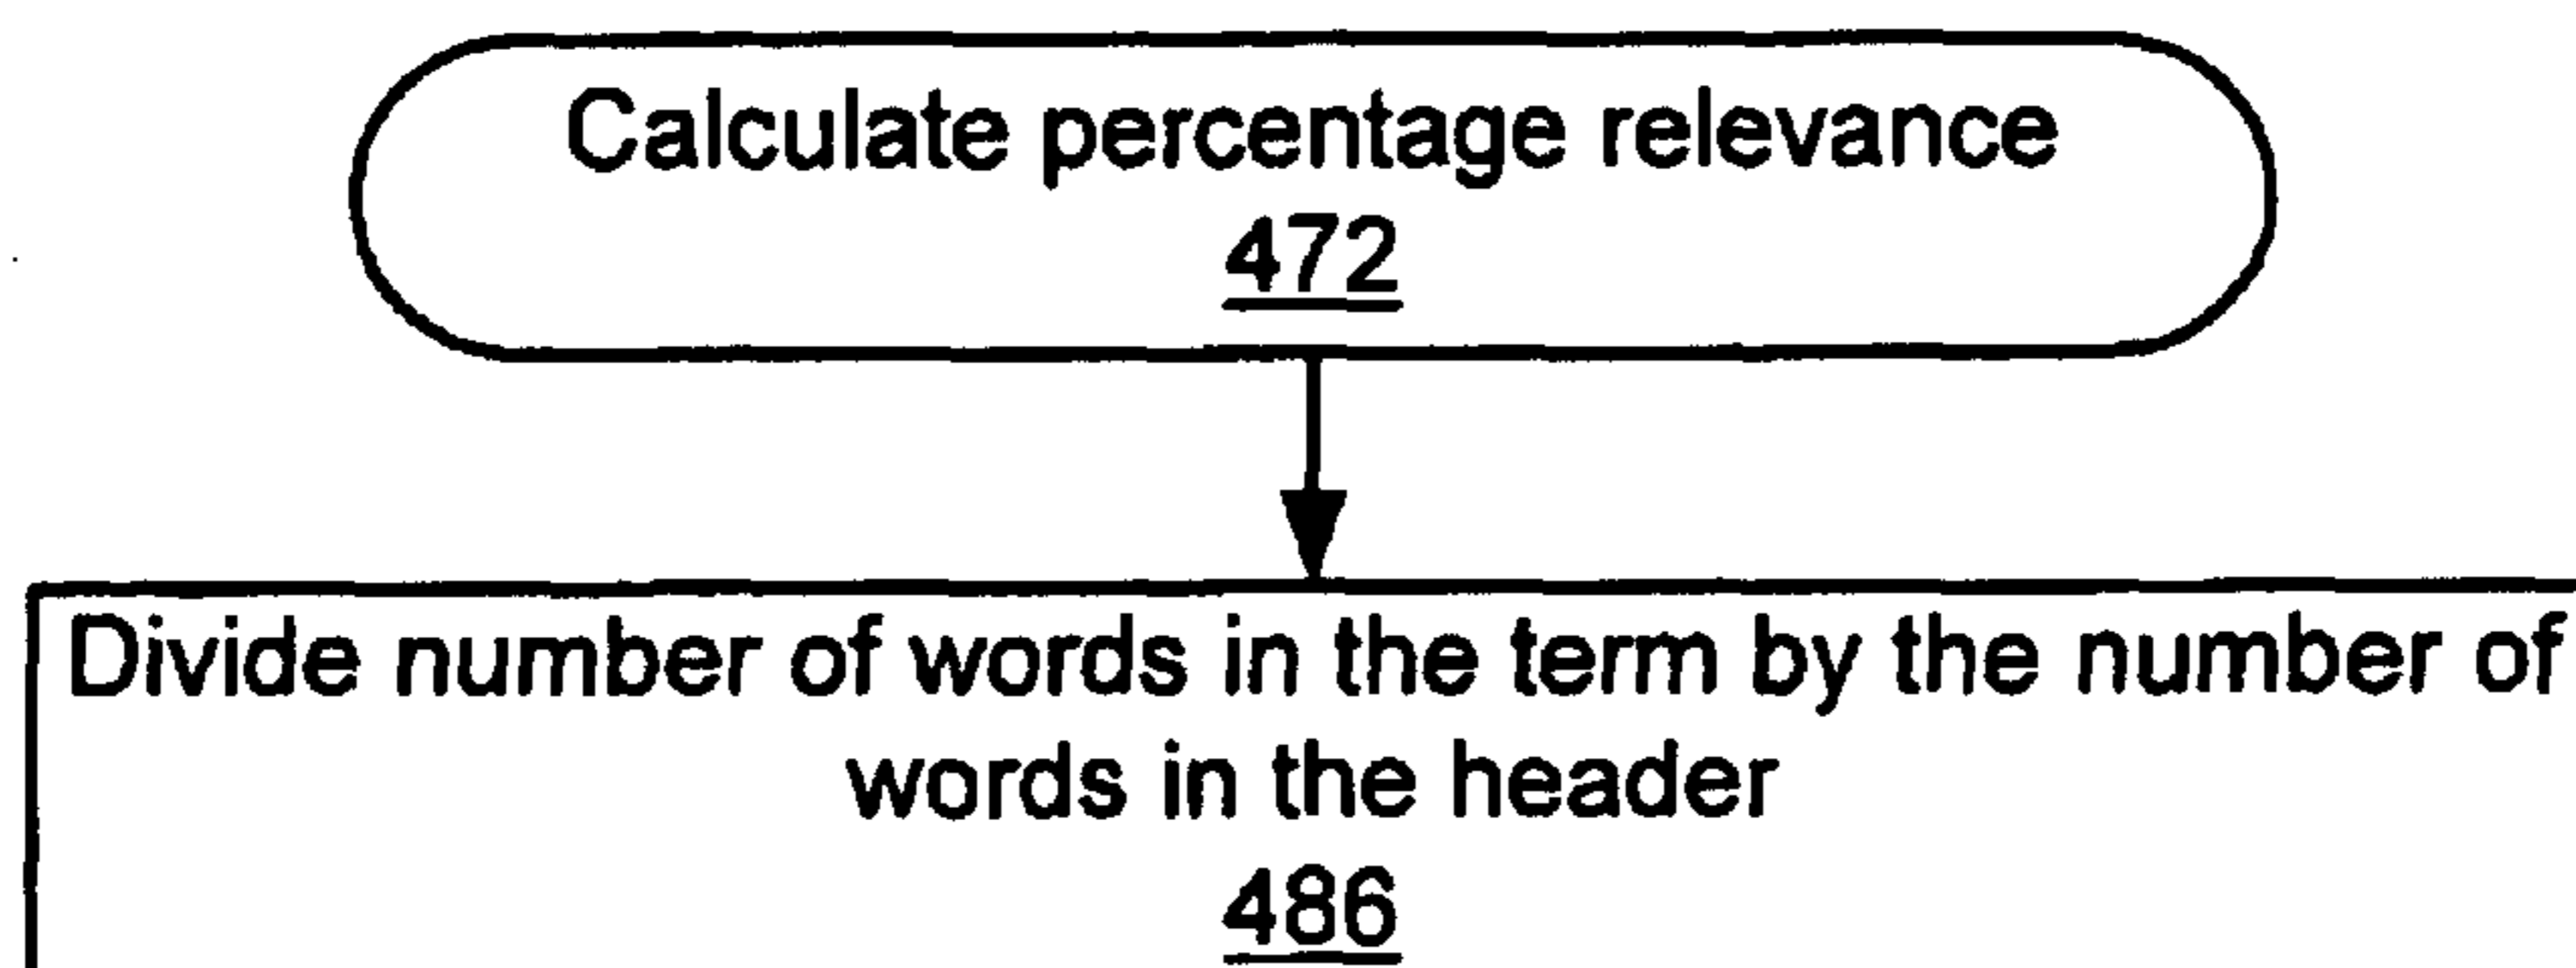 Calculate percentage relevance
472
Divide number of words in the term by the number of
words in the header
486